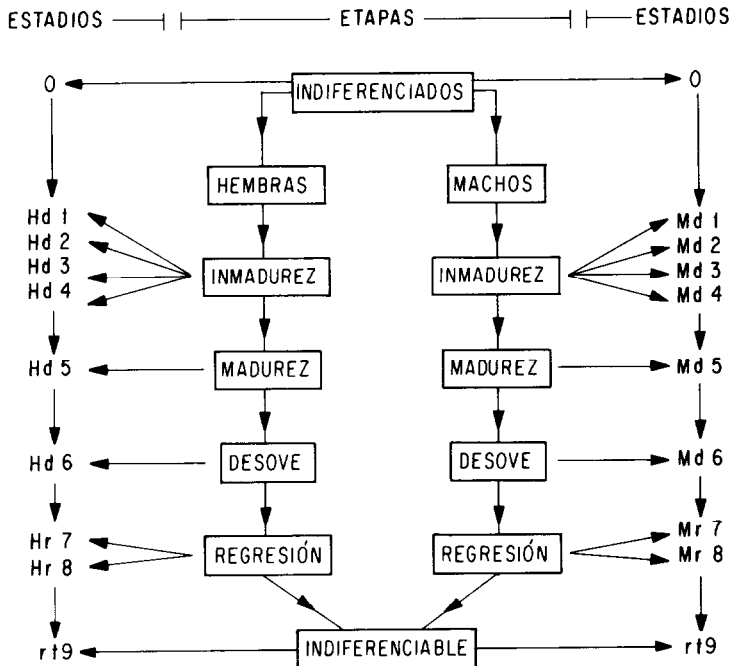 ESTADIOS ETAPAS ESTADIOS
0 INDIFERENCIADOS 0
HEMBRAS MACHOS
Hd 1 Md 1
Hd 2 Md 2
Hd 3 INMADUREZ INMADUREZ Md 3
Hd 4 Md 4
Hd 5 MADUREZ MADUREZ Md 5
Hd 6 DESOVE DESOVE Md 6
Hr 7 Mr 7
REGRESIÓN REGRESIÓN
Hr 8 Mr 8
rt9 INDIFERENCIABLE rt9